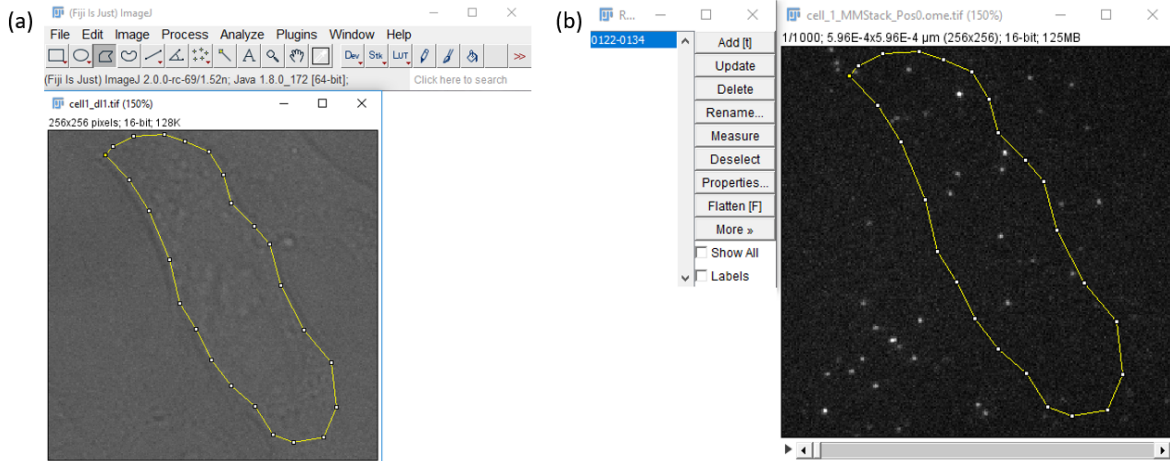 (a)
(Fiji Is Just) ImageJ
File Edit Image Process Analyze Plugins Window Help
A Dev Stk LUT >>
(Fiji Is Just) ImageJ 2.0.0-rc-69/1.52n; Java 1.8.0_172 [64-bit];
Click here to search
cell1_dl1.tif (150%)
256x256 pixels; 16-bit; 128K
(b)
R...
0122-0134
Add [t]
Update
Delete
Rename...
Measure
Deselect
Properties...
Flatten [F]
More »
Show All
Labels
cell_1_MMStack_Pos0.ome.tif (150%)
1/1000; 5.96E-4x5.96E-4 µm (256x256); 16-bit; 125MB